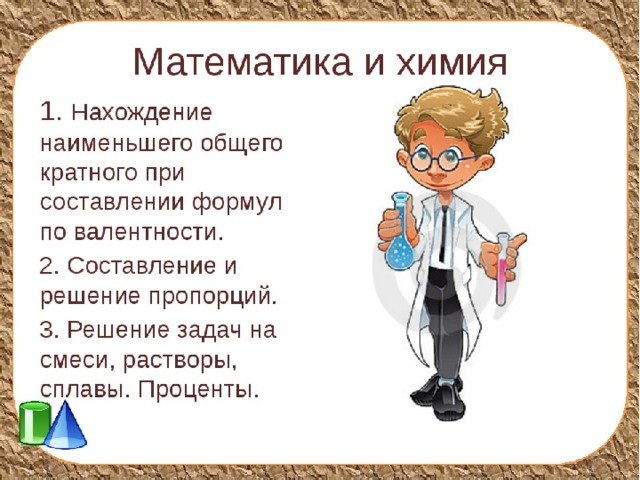 Математика и химия
1. Нахождение
наименьшего общего
кратного при
составлении формул
по валентности.
2. Составление и
решение пропорций.
3. Решение задач на
смеси, растворы,
сплавы. Проценты.